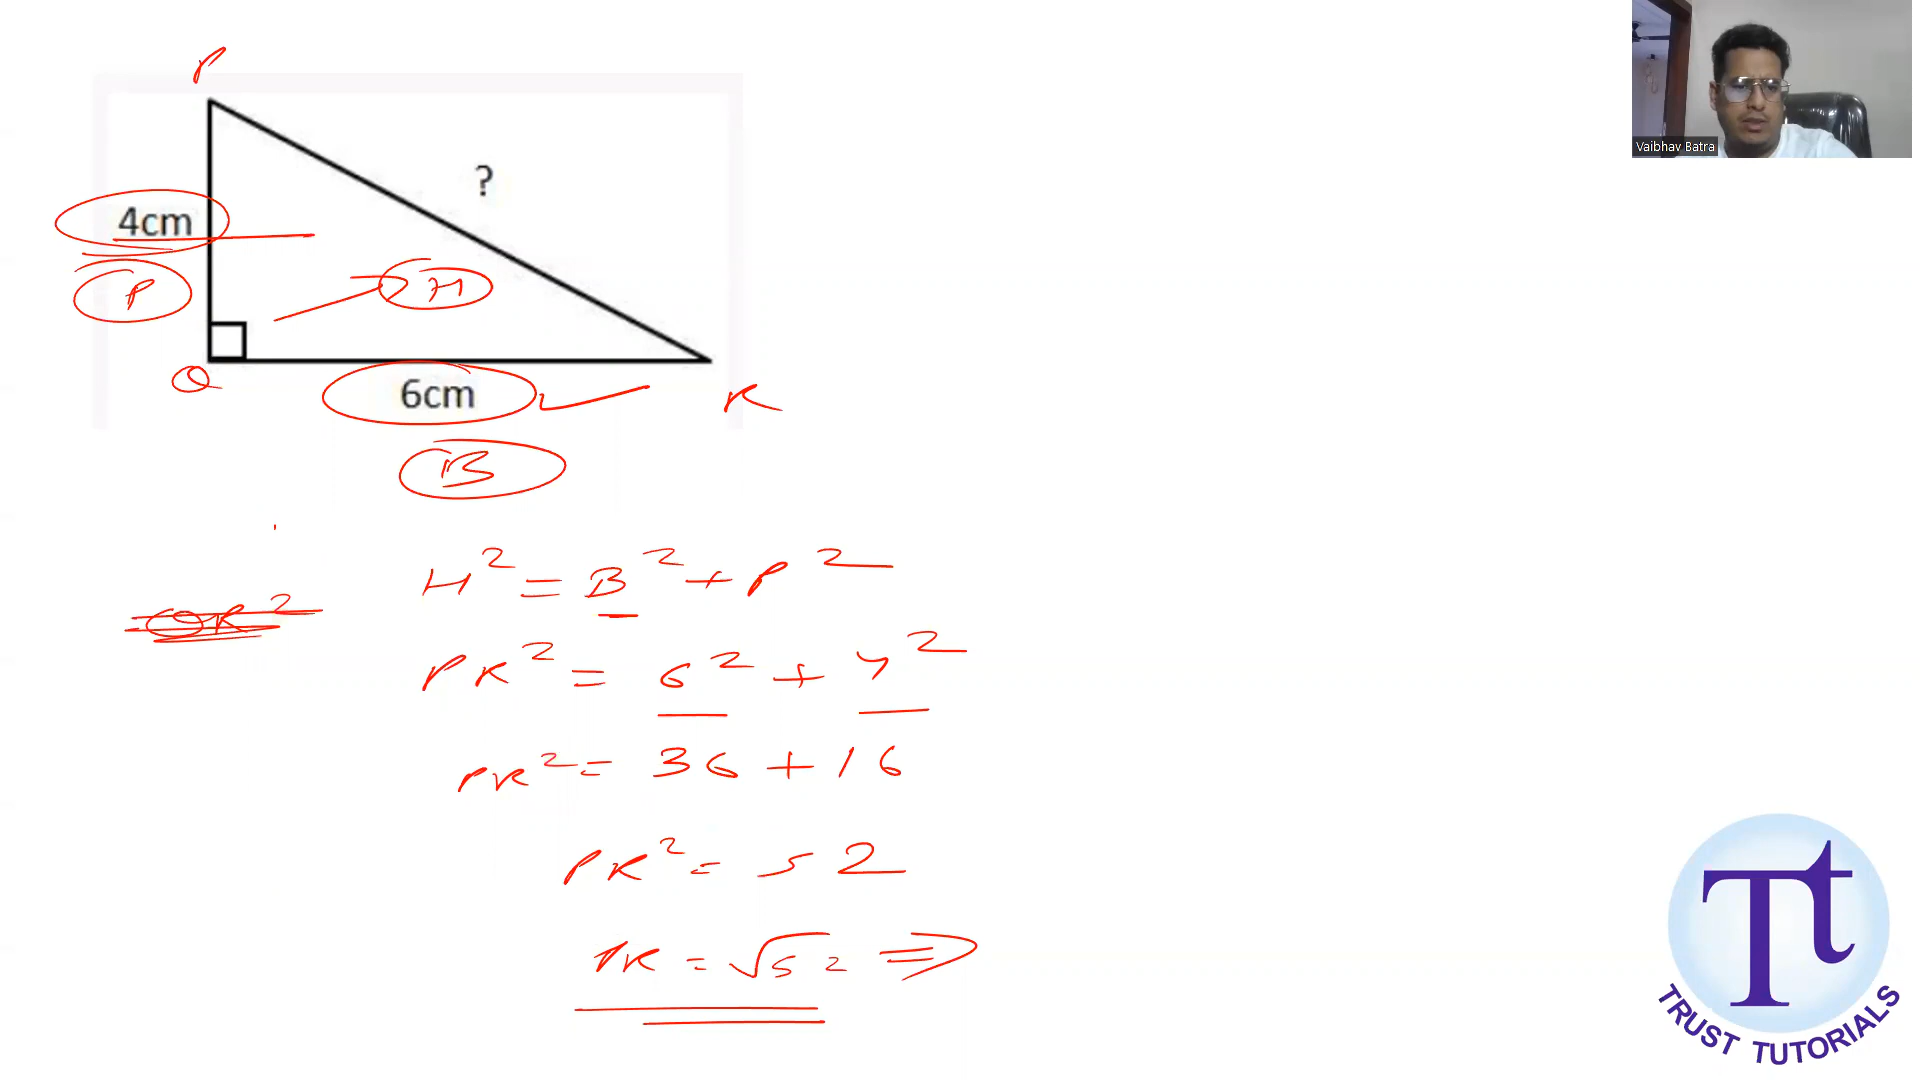 P
Vaibhav Batra
?
4cm
P
H
Q
6cm
R
B
H² = B² + P²
QR²
PR² = 6² + 4²
PR² = 36 + 16
PR² = 52
PR = √52 ⇒
Tt
TRUST TUTORIALS